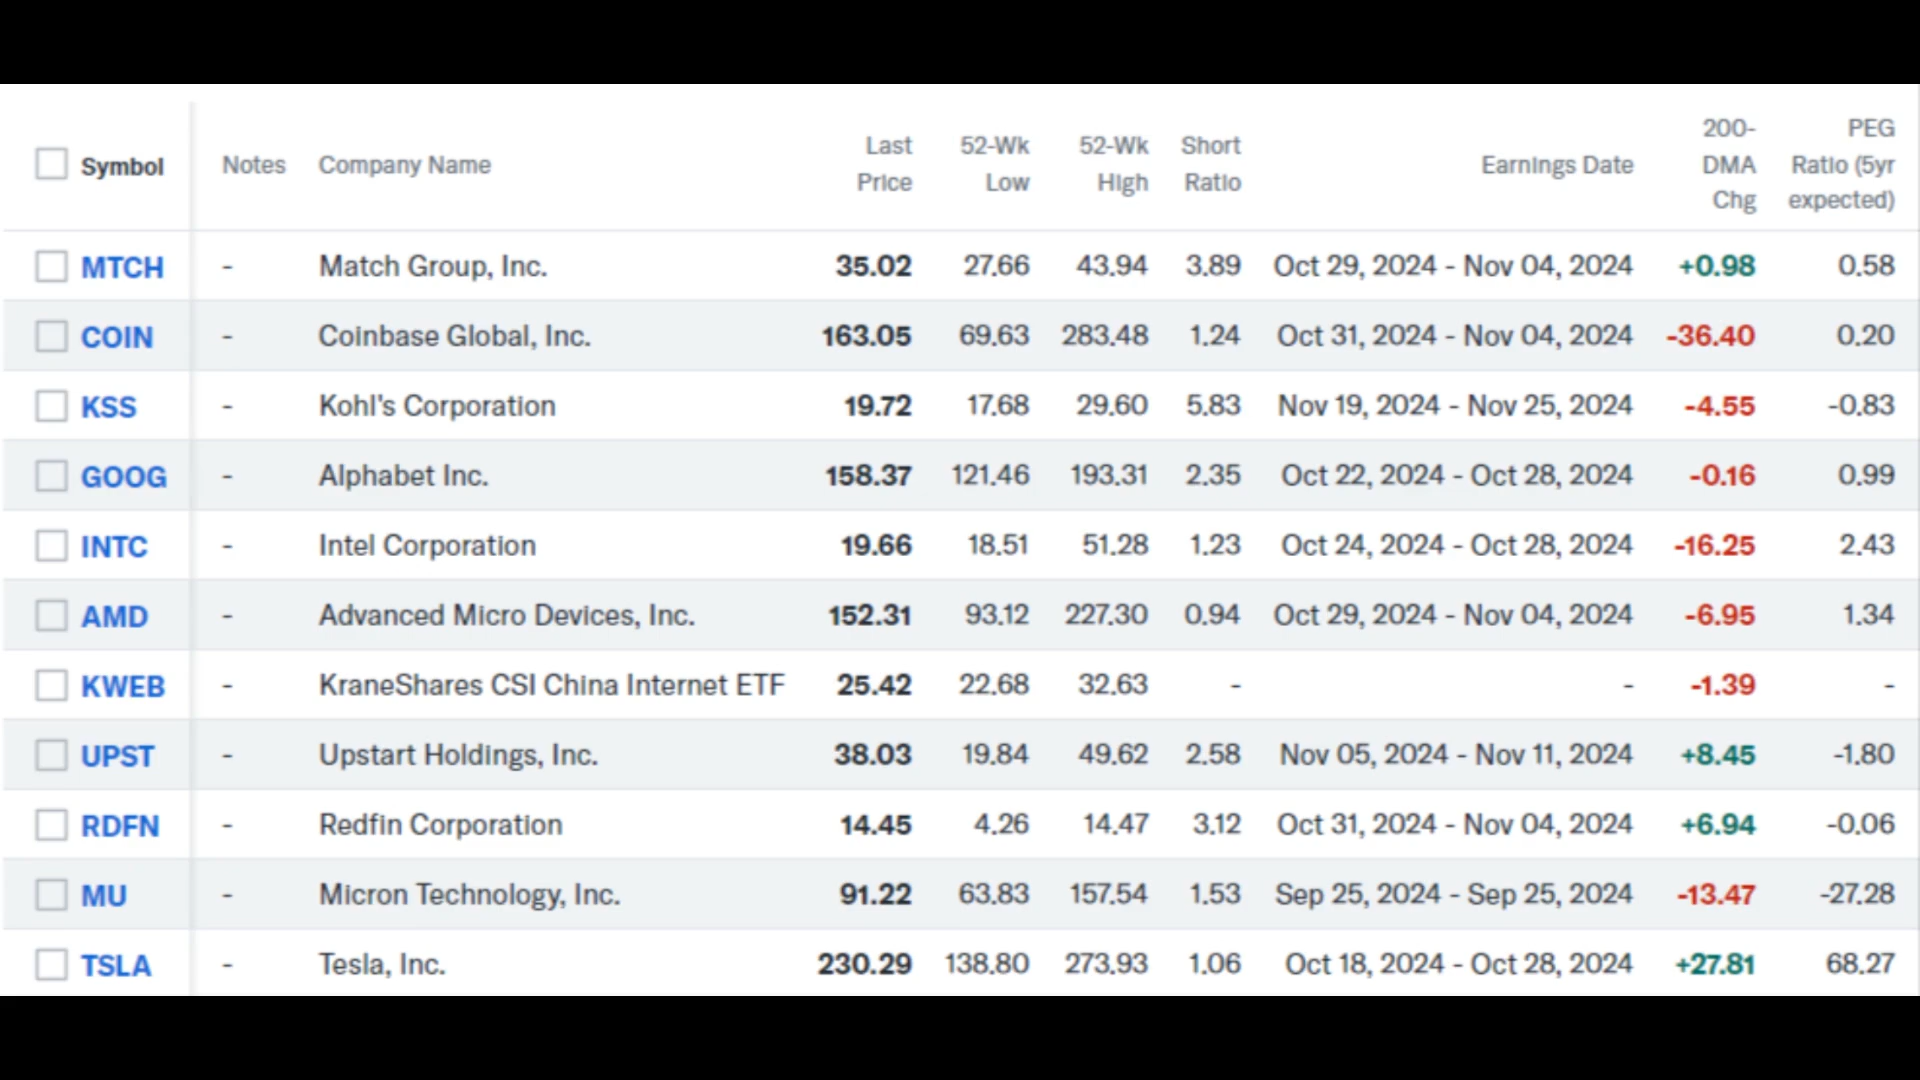 Symbol Notes Company Name Last Price 52-Wk Low 52-Wk High Short Ratio Earnings Date 200-DMA Chg PEG Ratio (5yr expected)
MTCH - Match Group, Inc. 35.02 27.66 43.94 3.89 Oct 29, 2024 - Nov 04, 2024 +0.98 0.58
COIN - Coinbase Global, Inc. 163.05 69.63 283.48 1.24 Oct 31, 2024 - Nov 04, 2024 -36.40 0.20
KSS - Kohl's Corporation 19.72 17.68 29.60 5.83 Nov 19, 2024 - Nov 25, 2024 -4.55 -0.83
GOOG - Alphabet Inc. 158.37 121.46 193.31 2.35 Oct 22, 2024 - Oct 28, 2024 -0.16 0.99
INTC - Intel Corporation 19.66 18.51 51.28 1.23 Oct 24, 2024 - Oct 28, 2024 -16.25 2.43
AMD - Advanced Micro Devices, Inc. 152.31 93.12 227.30 0.94 Oct 29, 2024 - Nov 04, 2024 -6.95 1.34
KWEB - KraneShares CSI China Internet ETF 25.42 22.68 32.63 - - -1.39 -
UPST - Upstart Holdings, Inc. 38.03 19.84 49.62 2.58 Nov 05, 2024 - Nov 11, 2024 +8.45 -1.80
RDFN - Redfin Corporation 14.45 4.26 14.47 3.12 Oct 31, 2024 - Nov 04, 2024 +6.94 -0.06
MU - Micron Technology, Inc. 91.22 63.83 157.54 1.53 Sep 25, 2024 - Sep 25, 2024 -13.47 -27.28
TSLA - Tesla, Inc. 230.29 138.80 273.93 1.06 Oct 18, 2024 - Oct 28, 2024 +27.81 68.27